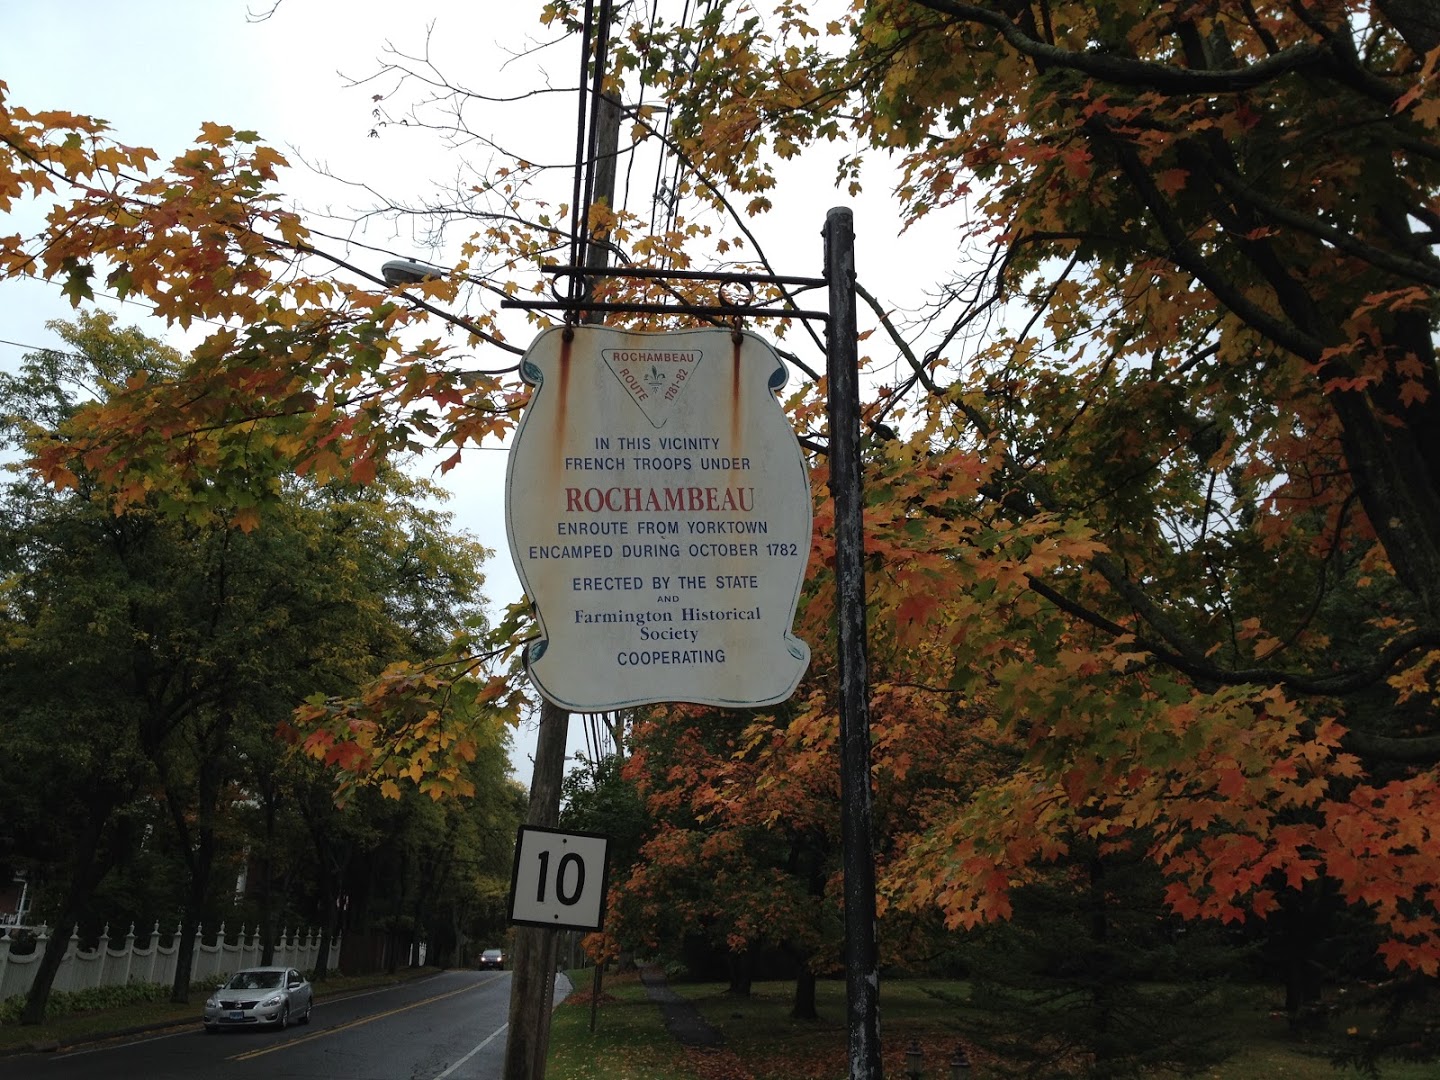 ROCHAMBEAU
ROUTE 1781-82
IN THIS VICINITY
FRENCH TROOPS UNDER
ROCHAMBEAU
ENROUTE FROM YORKTOWN
ENCAMPED DURING OCTOBER 1782
ERECTED BY THE STATE
AND
Farmington Historical
Society
COOPERATING
10